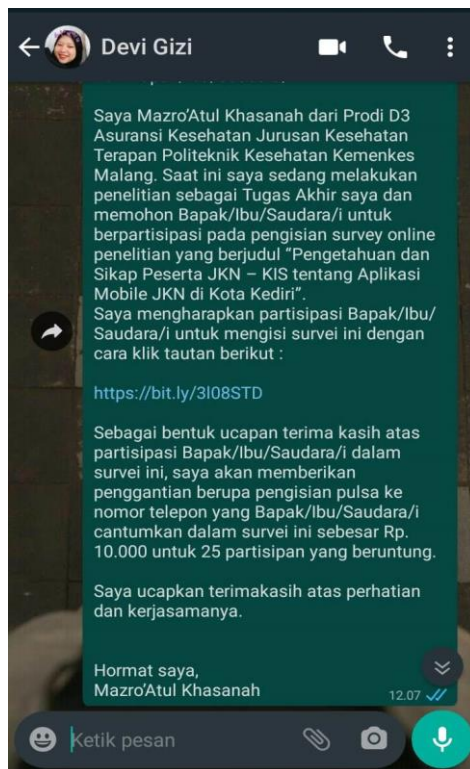 Devi Gizi
Saya Mazro'Atul Khasanah dari Prodi D3
Asuransi Kesehatan Jurusan Kesehatan
Terapan Politeknik Kesehatan Kemenkes
Malang. Saat ini saya sedang melakukan
penelitian sebagai Tugas Akhir saya dan
memohon Bapak/Ibu/Saudara/i untuk
berpartisipasi pada pengisian survey online
penelitian yang berjudul “Pengetahuan dan
Sikap Peserta JKN – KIS tentang Aplikasi
Mobile JKN di Kota Kediri”.
Saya mengharapkan partisipasi Bapak/Ibu/
Saudara/i untuk mengisi survei ini dengan
cara klik tautan berikut :
https://bit.ly/3l08STD
Sebagai bentuk ucapan terima kasih atas
partisipasi Bapak/Ibu/Saudara/i dalam
survei ini, saya akan memberikan
penggantian berupa pengisian pulsa ke
nomor telepon yang Bapak/Ibu/Saudara/i
cantumkan dalam survei ini sebesar Rp.
10.000 untuk 25 partisipan yang beruntung.
Saya ucapkan terimakasih atas perhatian
dan kerjasamanya.
Hormat saya,
Mazro'Atul Khasanah
12.07
Ketik pesan